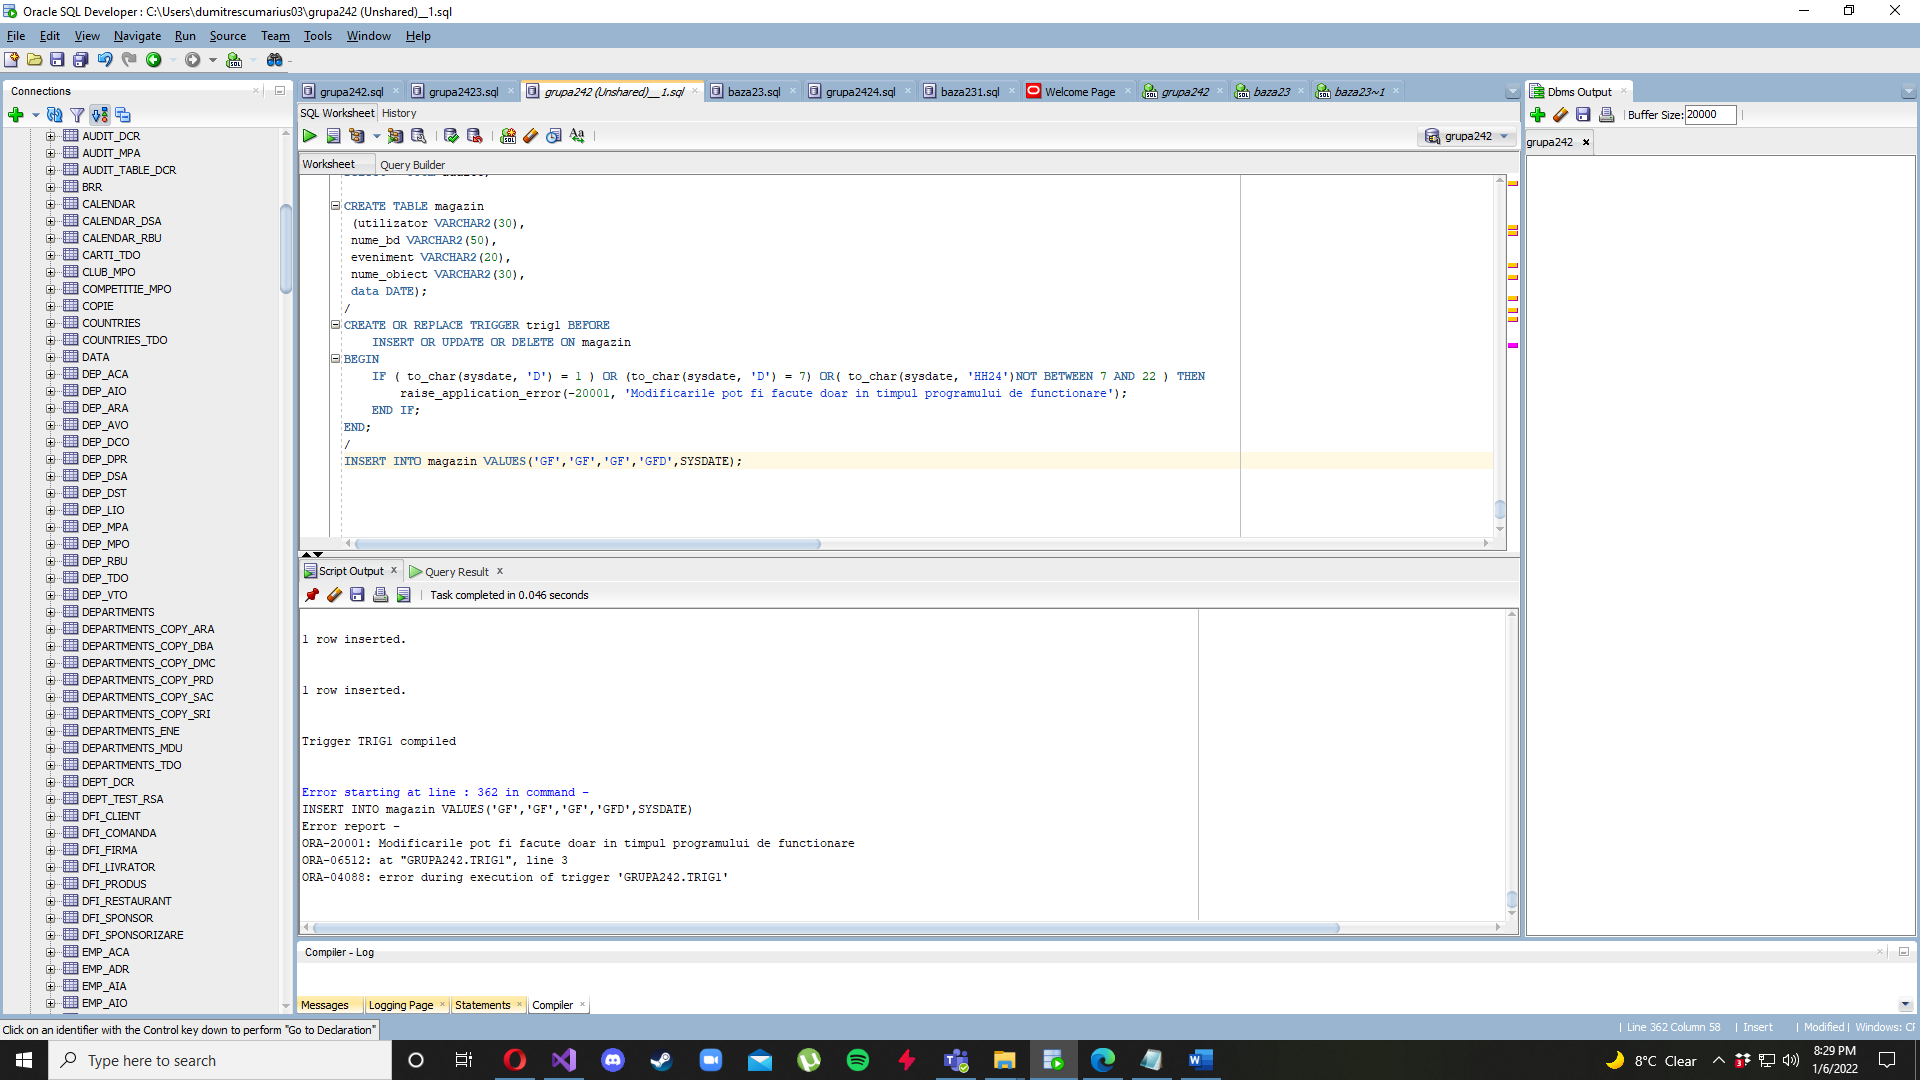 Oracle SQL Developer : C:\Users\dumitrescumarius03\grupa242 (Unshared)__1.sql
File Edit View Navigate Run Source Team Tools Window Help
Connections
AUDIT_DCR
AUDIT_MPA
AUDIT_TABLE_DCR
BRR
CALENDAR
CALENDAR_DSA
CALENDAR_RBU
CARTI_TDO
CLUB_MPO
COMPETITIE_MPO
COPIE
COUNTRIES
COUNTRIES_TDO
DATA
DEP_ACA
DEP_AIO
DEP_ARA
DEP_AVO
DEP_DCO
DEP_DPR
DEP_DSA
DEP_DST
DEP_LIO
DEP_MPA
DEP_MPO
DEP_RBU
DEP_TDO
DEP_VTO
DEPARTMENTS
DEPARTMENTS_COPY_ARA
DEPARTMENTS_COPY_DBA
DEPARTMENTS_COPY_DMC
DEPARTMENTS_COPY_PRD
DEPARTMENTS_COPY_SAC
DEPARTMENTS_COPY_SRI
DEPARTMENTS_ENE
DEPARTMENTS_MDU
DEPARTMENTS_TDO
DEPT_DCR
DEPT_TEST_RSA
DFI_CLIENT
DFI_COMANDA
DFI_FIRMA
DFI_LIVRATOR
DFI_PRODUS
DFI_RESTAURANT
DFI_SPONSOR
DFI_SPONSORIZARE
EMP_ACA
EMP_ADR
EMP_AIA
EMP_AIO
grupa242.sql grupa2423.sql grupa242 (Unshared)__1.sql baza23.sql grupa2424.sql baza231.sql Welcome Page grupa242 baza23 baza23~1
SQL Worksheet History
grupa242
Worksheet Query Builder
CREATE TABLE magazin
(utilizator VARCHAR2(30),
nume_bd VARCHAR2(50),
eveniment VARCHAR2(20),
nume_obiect VARCHAR2(30),
data DATE);
/
CREATE OR REPLACE TRIGGER trig1 BEFORE
INSERT OR UPDATE OR DELETE ON magazin
BEGIN
IF ( to_char(sysdate, 'D') = 1 ) OR (to_char(sysdate, 'D') = 7) OR( to_char(sysdate, 'HH24')NOT BETWEEN 7 AND 22 ) THEN
raise_application_error(-20001, 'Modificarile pot fi facute doar in timpul programului de functionare');
END IF;
END;
/
INSERT INTO magazin VALUES('GF','GF','GF','GFD',SYSDATE);
Script Output Query Result
Task completed in 0.046 seconds
1 row inserted.
1 row inserted.
Trigger TRIG1 compiled
Error starting at line : 362 in command -
INSERT INTO magazin VALUES('GF','GF','GF','GFD',SYSDATE)
Error report -
ORA-20001: Modificarile pot fi facute doar in timpul programului de functionare
ORA-06512: at "GRUPA242.TRIG1", line 3
ORA-04088: error during execution of trigger 'GRUPA242.TRIG1'
Compiler - Log
Messages Logging Page Statements Compiler
Dbms Output
Buffer Size: 20000
grupa242
Click on an identifier with the Control key down to perform "Go to Declaration"
Line 362 Column 58 Insert Modified Windows:
Type here to search
8°C Clear
8:29 PM
1/6/2022